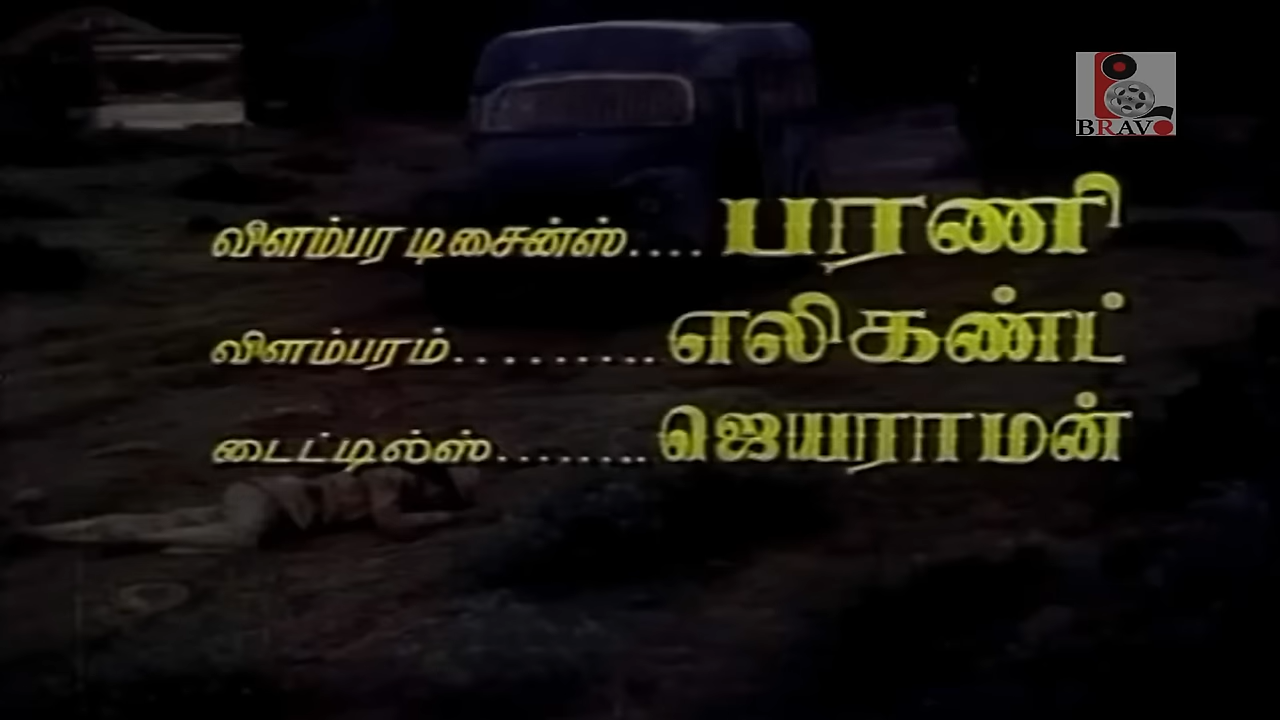 BRAVO
விளம்பர டிசைன்ஸ்.... பரணி
விளம்பரம்......... எலிகண்ட்
டைட்டில்ஸ்........ ஜெயராமன்